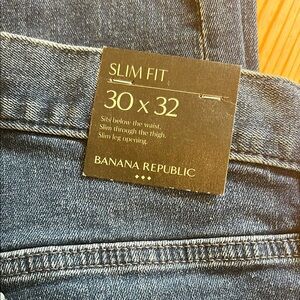 SLIM FIT
30 x 32
Sits below the waist.
Slim through the thigh.
Slim leg opening.
BANANA REPUBLIC